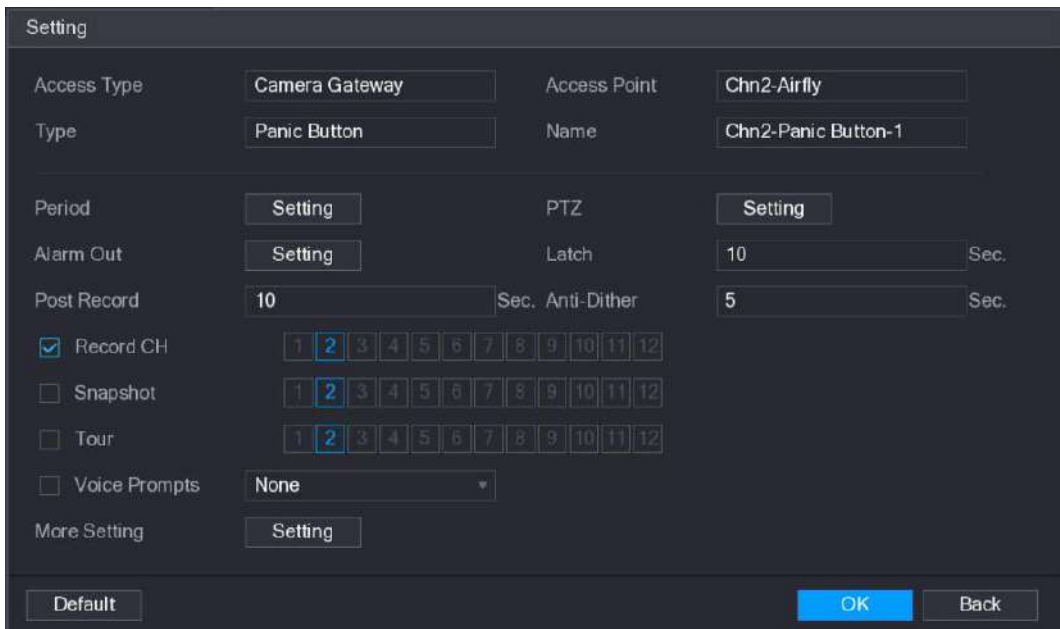 Setting
Access Type Camera Gateway Access Point Chn2-Airfly
Type Panic Button Name Chn2-Panic Button-1
Period Setting PTZ Setting
Alarm Out Setting Latch 10 Sec.
Post Record 10 Sec. Anti-Dither 5 Sec.
Record CH 1 2 3 4 5 6 7 8 9 10 11 12
Snapshot 1 2 3 4 5 6 7 8 9 10 11 12
Tour 1 2 3 4 5 6 7 8 9 10 11 12
Voice Prompts None
More Setting Setting
Default OK Back